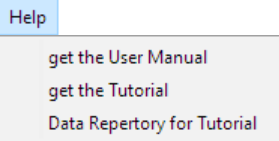 Help
get the User Manual
get the Tutorial
Data Repertory for Tutorial